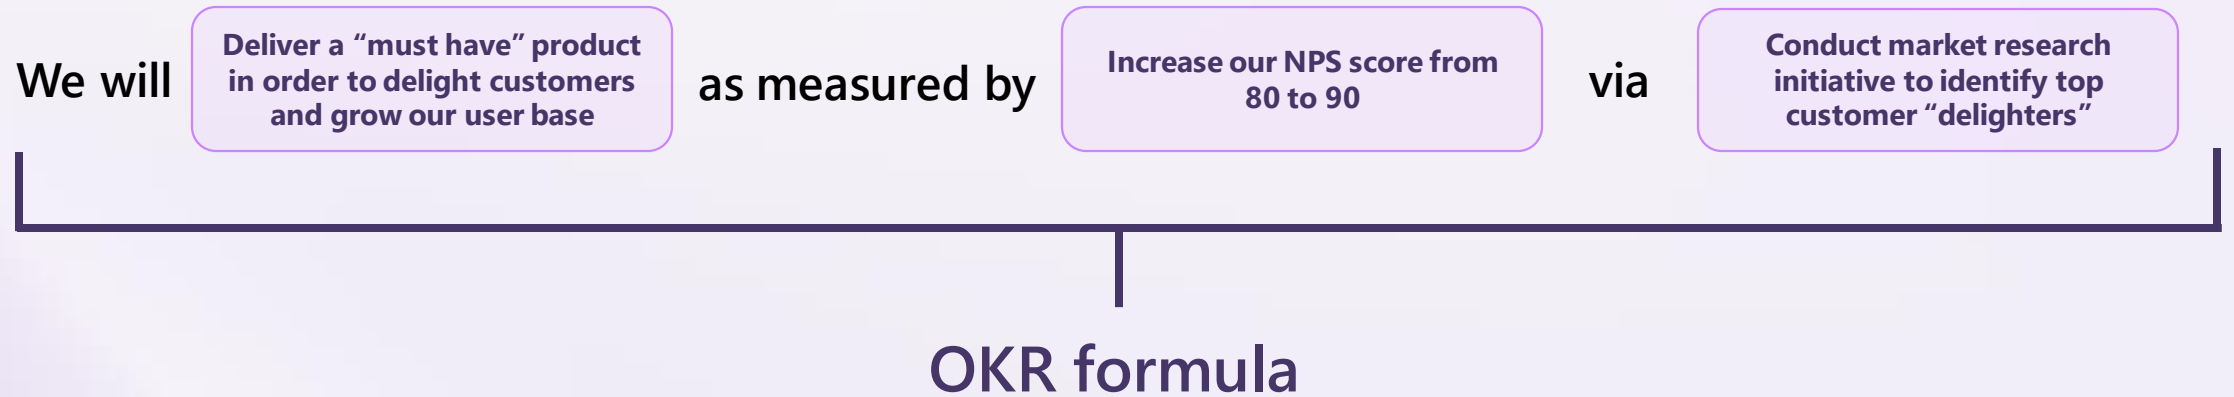 We will
Deliver a “must have” product
in order to delight customers
and grow our user base
as measured by
Increase our NPS score from
80 to 90
via
Conduct market research
initiative to identify top
customer “delighters”
OKR formula